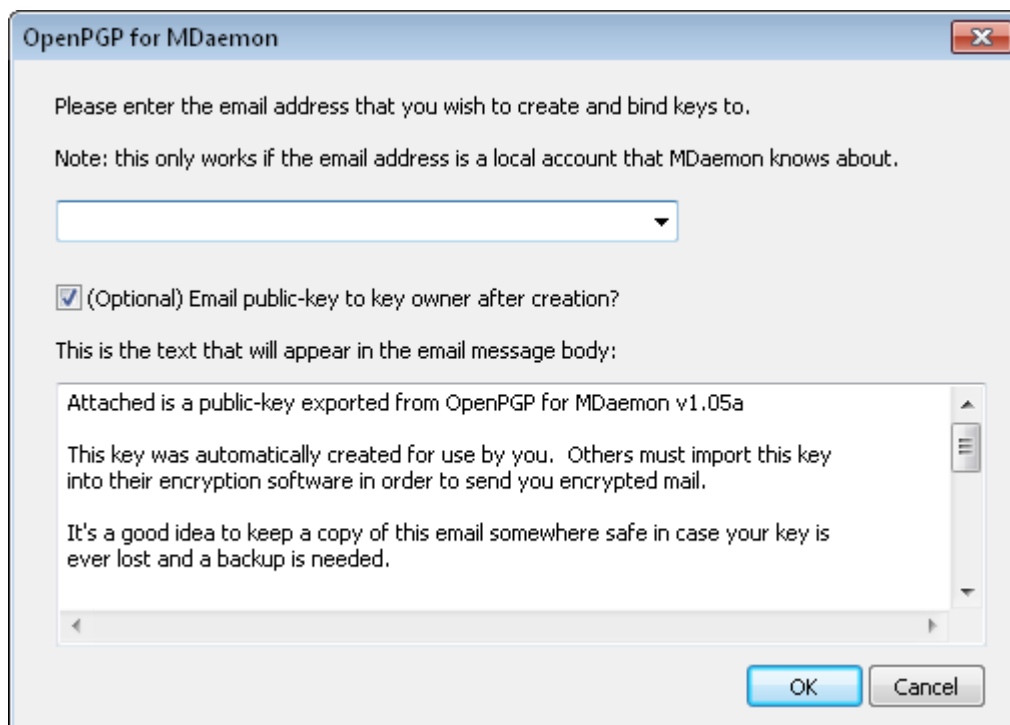 OpenPGP for MDaemon
Please enter the email address that you wish to create and bind keys to.
Note: this only works if the email address is a local account that MDaemon knows about.
(Optional) Email public-key to key owner after creation?
This is the text that will appear in the email message body:
Attached is a public-key exported from OpenPGP for MDaemon v1.05a
This key was automatically created for use by you.  Others must import this key
into their encryption software in order to send you encrypted mail.
It's a good idea to keep a copy of this email somewhere safe in case your key is
ever lost and a backup is needed.
OK
Cancel